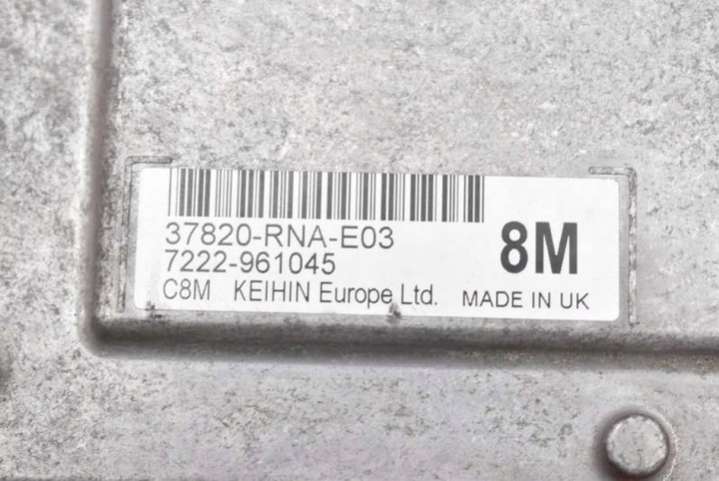 37820-RNA-E03
7222-961045
8M
C8M KEIHIN Europe Ltd. MADE IN UK